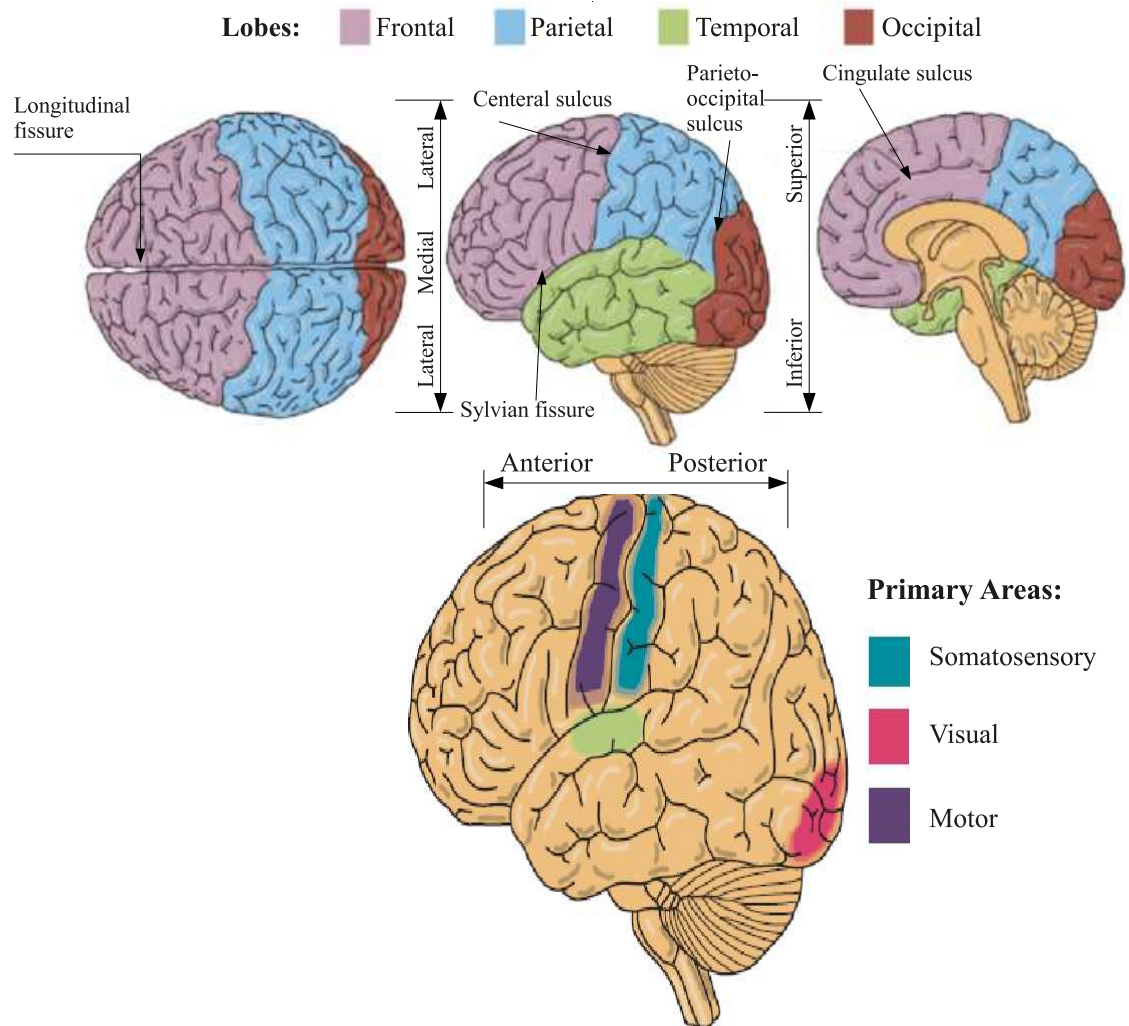 Lobes: Frontal Parietal Temporal Occipital
Longitudinal
fissure
Centeral sulcus
Parieto-
occipital
sulcus
Cingulate sulcus
Lateral
Medial
Lateral
Superior
Inferior
Sylvian fissure
Anterior Posterior
Primary Areas:
Somatosensory
Visual
Motor